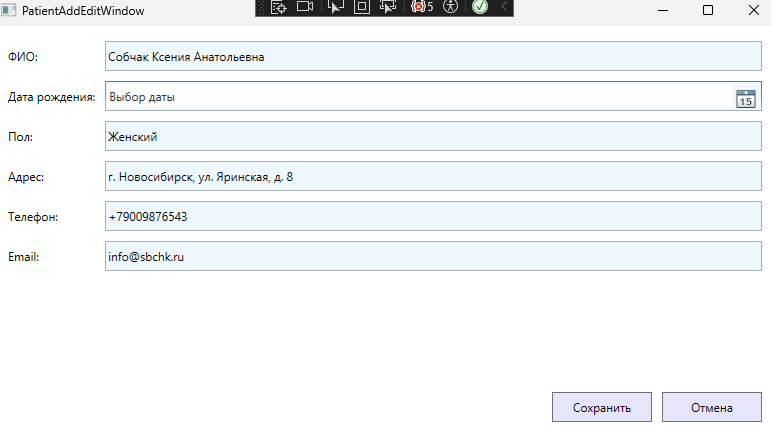 PatientAddEditWindow
5
ФИО:
Собчак Ксения Анатольевна
Дата рождения:
Выбор даты
15
Пол:
Женский
Адрес:
г. Новосибирск, ул. Яринская, д. 8
Телефон:
+79009876543
Email:
info@sbchk.ru
Сохранить
Отмена